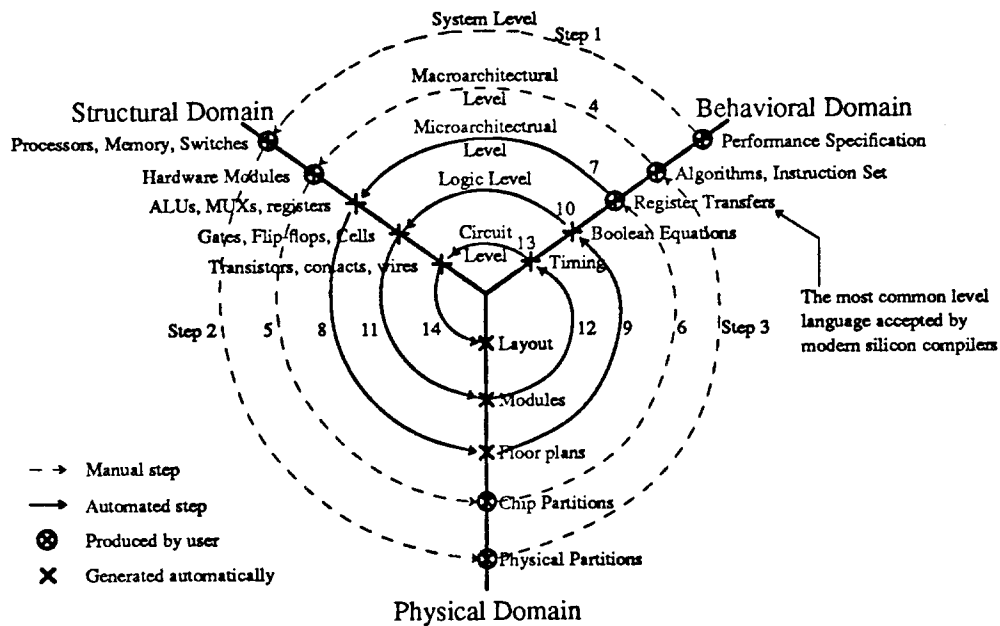 System Level
Step 1
Macroarchitectural
Level
4
Structural Domain
Behavioral Domain
Microarchitectrual
Level
Processors, Memory, Switches
Performance Specification
7
Hardware Modules
Logic Level
Algorithms, Instruction Set
ALUs, MUXs, registers
10
Register Transfers
Gates, Flip-flops, Cells
Circuit
Level
13
Boolean Equations
Transistors, contacts, wires
Timing
The most common level
language accepted by
modern silicon compilers
Step 2
5
8
11
14
12
9
6
Step 3
Layout
Modules
Floor plans
Chip Partitions
Physical Partitions
Manual step
Automated step
Produced by user
Generated automatically
Physical Domain